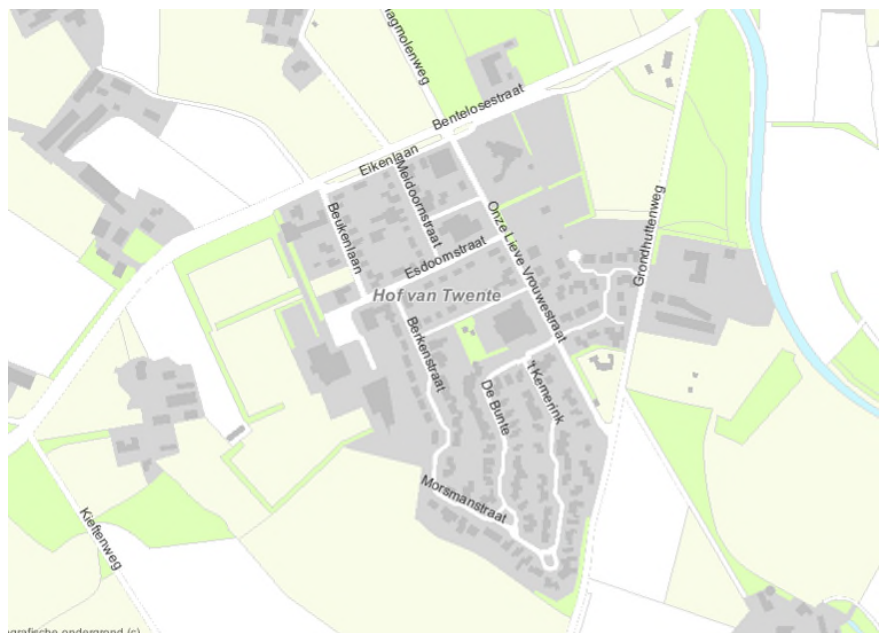 Bentelosestraat
Eikenlaan
Meidoornstraat
Beukenlaan
Onze Lieve Vrouwestraat
Grondhuttenweg
Esdoornstraat
Hof van Twente
Berkenstraat
't Kemerink
De Bunte
Morsmanstraat
Kieftenweg